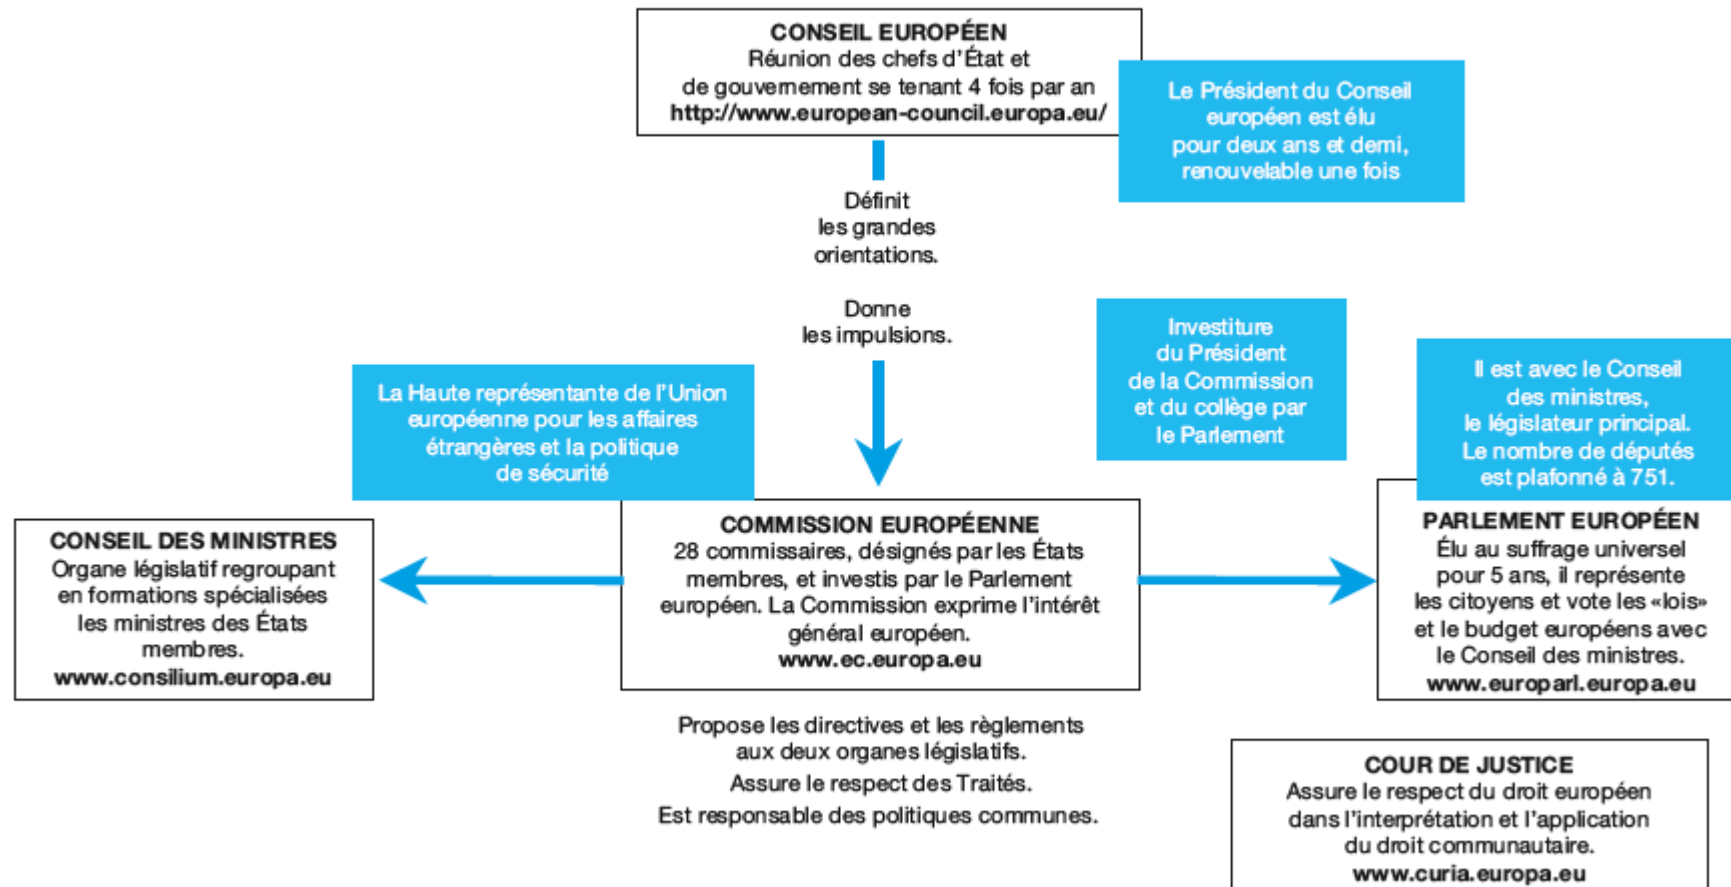 CONSEIL EUROPÉEN
Réunion des chefs d'État et
de gouvernement se tenant 4 fois par an
http://www.european-council.europa.eu/
Le Président du Conseil
européen est élu
pour deux ans et demi,
renouvelable une fois
Définit
les grandes
orientations.
Donne
les impulsions.
Investiture
du Président
de la Commission
et du collège par
le Parlement
Il est avec le Conseil
des ministres,
le législateur principal.
Le nombre de députés
est plafonné à 751.
La Haute représentante de l'Union
européenne pour les affaires
étrangères et la politique
de sécurité
CONSEIL DES MINISTRES
Organe législatif regroupant
en formations spécialisées
les ministres des États
membres.
www.consilium.europa.eu
COMMISSION EUROPÉENNE
28 commissaires, désignés par les États
membres, et investis par le Parlement
européen. La Commission exprime l'intérêt
général européen.
www.ec.europa.eu
PARLEMENT EUROPÉEN
Élu au suffrage universel
pour 5 ans, il représente
les citoyens et vote les «lois»
et le budget européens avec
le Conseil des ministres.
www.europarl.europa.eu
Propose les directives et les règlements
aux deux organes législatifs.
Assure le respect des Traités.
Est responsable des politiques communes.
COUR DE JUSTICE
Assure le respect du droit européen
dans l'interprétation et l'application
du droit communautaire.
www.curia.europa.eu